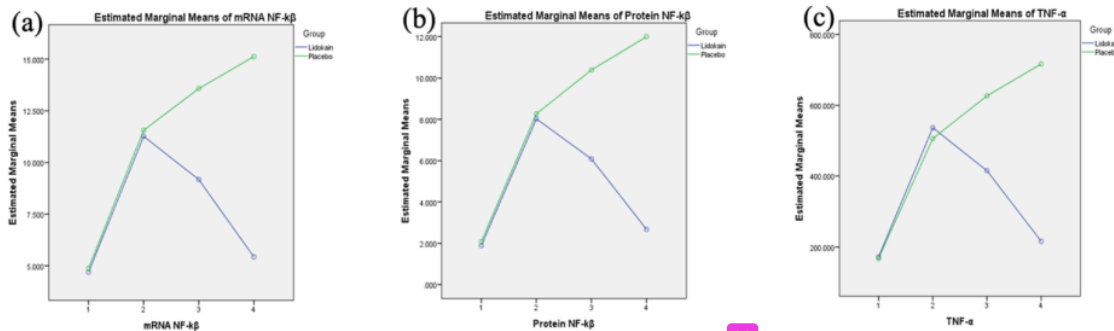 (a)
Estimated Marginal Means of mRNA NF-kβ
Group
Lidokain
Placebo
Estimated Marginal Means
15.000
12.500
10.000
7.500
5.000
1 2 3 4
mRNA NF-kβ
(b)
Estimated Marginal Means of Protein NF-kβ
Group
Lidokain
Placebo
Estimated Marginal Means
12.000
10.000
8.000
6.000
4.000
2.000
.000
1 2 3 4
Protein NF-kβ
(c)
Estimated Marginal Means of TNF-α
Group
Lidokain
Placebo
Estimated Marginal Means
800.000
600.000
400.000
200.000
1 2 3 4
TNF-α